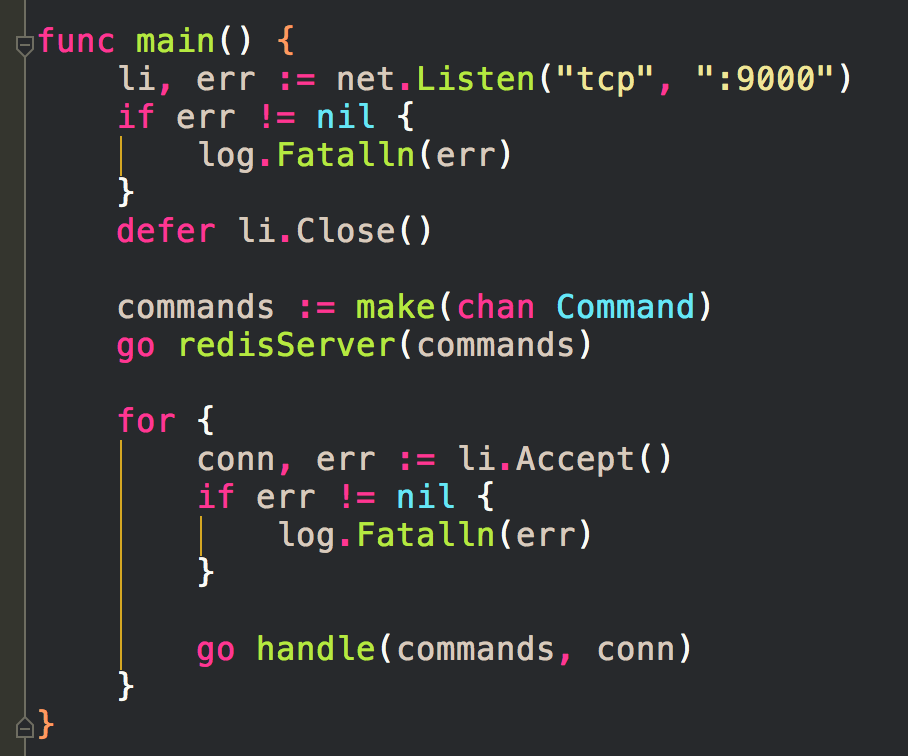 func main() {
    li, err := net.Listen("tcp", ":9000")
    if err != nil {
        log.Fatalln(err)
    }
    defer li.Close()

    commands := make(chan Command)
    go redisServer(commands)

    for {
        conn, err := li.Accept()
        if err != nil {
            log.Fatalln(err)
        }

        go handle(commands, conn)
    }
}